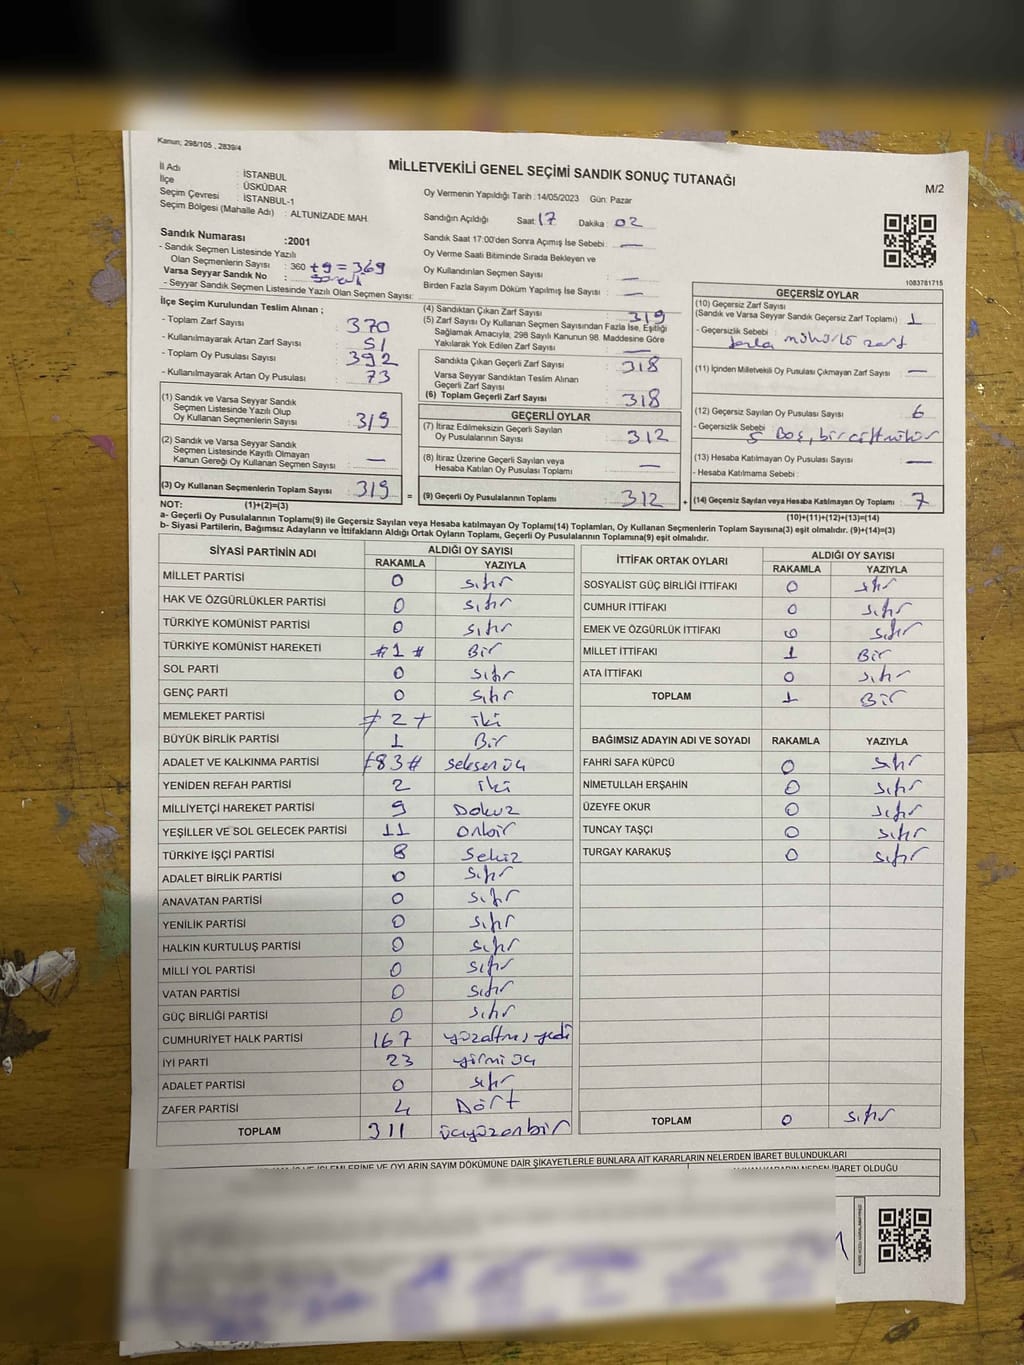 Kanun; 298/105 , 2839/4
MİLLETVEKİLİ GENEL SEÇİMİ SANDIK SONUÇ TUTANAĞI
M/2
İl Adı : İSTANBUL
İlçe : ÜSKÜDAR
Seçim Çevresi : İSTANBUL-1
Seçim Bölgesi (Mahalle Adı) : ALTUNİZADE MAH.
Oy Vermenin Yapıldığı Tarih :14/05/2023 Gün: Pazar
Sandığın Açıldığı Saat: 17 Dakika : 02
Sandık Saat 17:00'den Sonra Açımış İse Sebebi : —
Oy Verme Saati Bitiminde Sırada Bekleyen ve
Oy Kullandırılan Seçmen Sayısı : —
Birden Fazla Sayım Döküm Yapılmış İse Sayısı : —
Sandık Numarası :2001
- Sandık Seçmen Listesinde Yazılı
Olan Seçmenlerin Sayısı : 360 +9 = 369
Varsa Seyyar Sandık No :
- Seyyar Sandık Seçmen Listesinde Yazılı Olan Seçmen Sayısı:
1083781715
İlçe Seçim Kurulundan Teslim Alınan ;
- Toplam Zarf Sayısı : 370
- Kullanılmayarak Artan Zarf Sayısı : 51
- Toplam Oy Pusulası Sayısı : 392
- Kullanılmayarak Artan Oy Pusulası : 73
(1) Sandık ve Varsa Seyyar Sandık
Seçmen Listesinde Yazılı Olup
Oy Kullanan Seçmenlerin Sayısı : 319
(2) Sandık ve Varsa Seyyar Sandık
Seçmen Listesinde Kayıtlı Olmayan
Kanun Gereği Oy Kullanan Seçmen Sayısı : —
(3) Oy Kullanan Seçmenlerin Toplam Sayısı : 319
(1)+(2)=(3)
(4) Sandıktan Çıkan Zarf Sayısı : 319
(5) Zarf Sayısı Oy Kullanan Seçmen Sayısından Fazla İse, Eşitliği
Sağlamak Amacıyla, 298 Sayılı Kanunun 98. Maddesine Göre
Yakılarak Yok Edilen Zarf Sayısı : —
Sandıkta Çıkan Geçerli Zarf Sayısı : 318
Varsa Seyyar Sandıktan Teslim Alınan
Geçerli Zarf Sayısı :
(6) Toplam Geçerli Zarf Sayısı : 318
GEÇERLİ OYLAR
(7) İtiraz Edilmeksizin Geçerli Sayılan
Oy Pusulalarının Sayısı : 312
(8) İtiraz Üzerine Geçerli Sayılan veya
Hesaba Katılan Oy Pusulası Toplamı : —
= (9) Geçerli Oy Pusulalarının Toplamı : 312
GEÇERSİZ OYLAR
(10) Geçersiz Zarf Sayısı
(Sandık ve Varsa Seyyar Sandık Geçersiz Zarf Toplamı) : 1
- Geçersizlik Sebebi : fazla mühürlü zarf
(11) İçinden Milletvekili Oy Pusulası Çıkmayan Zarf Sayısı : —
(12) Geçersiz Sayılan Oy Pusulası Sayısı : 6
- Geçersizlik Sebebi : 5 Boş, bir çift mühür
(13) Hesaba Katılmayan Oy Pusulası Sayısı : —
- Hesaba Katılmama Sebebi :
+ (14) Geçersiz Sayılan veya Hesaba Katılmayan Oy Toplamı : 7
(10)+(11)+(12)+(13)=(14)
NOT:
a- Geçerli Oy Pusulalarının Toplamı(9) ile Geçersiz Sayılan veya Hesaba katılmayan Oy Toplamı(14) Toplamları, Oy Kullanan Seçmenlerin Toplam Sayısına(3) eşit olmalıdır. (9)+(14)=(3)
b- Siyasi Partilerin, Bağımsız Adayların ve İttifakların Aldığı Ortak Oyların Toplamı, Geçerli Oy Pusulalarının Toplamına(9) eşit olmalıdır.
SİYASİ PARTİNİN ADI ALDIĞI OY SAYISI
RAKAMLA YAZIYLA
MİLLET PARTİSİ 0 sıfır
HAK VE ÖZGÜRLÜKLER PARTİSİ 0 sıfır
TÜRKİYE KOMÜNİST PARTİSİ 0 sıfır
TÜRKİYE KOMÜNİST HAREKETİ #1# Bir
SOL PARTİ 0 sıfır
GENÇ PARTİ 0 sıfır
MEMLEKET PARTİSİ #2# iki
BÜYÜK BİRLİK PARTİSİ 1 Bir
ADALET VE KALKINMA PARTİSİ #83# seksen üç
YENİDEN REFAH PARTİSİ 2 iki
MİLLİYETÇİ HAREKET PARTİSİ 9 Dokuz
YEŞİLLER VE SOL GELECEK PARTİSİ 11 onbir
TÜRKİYE İŞÇİ PARTİSİ 8 Sekiz
ADALET BİRLİK PARTİSİ 0 sıfır
ANAVATAN PARTİSİ 0 sıfır
YENİLİK PARTİSİ 0 sıfır
HALKIN KURTULUŞ PARTİSİ 0 sıfır
MİLLİ YOL PARTİSİ 0 sıfır
VATAN PARTİSİ 0 sıfır
GÜÇ BİRLİĞİ PARTİSİ 0 sıfır
CUMHURİYET HALK PARTİSİ 167 yüzaltmış yedi
İYİ PARTİ 23 yirmi üç
ADALET PARTİSİ 0 sıfır
ZAFER PARTİSİ 4 Dört
TOPLAM 311 üçyüzonbir
İTTİFAK ORTAK OYLARI ALDIĞI OY SAYISI
RAKAMLA YAZIYLA
SOSYALİST GÜÇ BİRLİĞİ İTTİFAKI 0 sıfır
CUMHUR İTTİFAKI 0 sıfır
EMEK VE ÖZGÜRLÜK İTTİFAKI 0 sıfır
MİLLET İTTİFAKI 1 Bir
ATA İTTİFAKI 0 sıfır
TOPLAM 1 Bir
BAĞIMSIZ ADAYIN ADI VE SOYADI RAKAMLA YAZIYLA
FAHRİ SAFA KÜPCÜ 0 sıfır
NİMETULLAH ERŞAHİN 0 sıfır
ÜZEYFE OKUR 0 sıfır
TUNCAY TAŞÇI 0 sıfır
TURGAY KARAKUŞ 0 sıfır
TOPLAM 0 sıfır
İŞLEMLERİNE VE OYLARIN SAYIM DÖKÜMÜNE DAİR ŞİKAYETLERLE BUNLARA AİT KARARLARIN NELERDEN İBARET BULUNDUKLARI
KARARIN NEDEN İBARET OLDUĞU